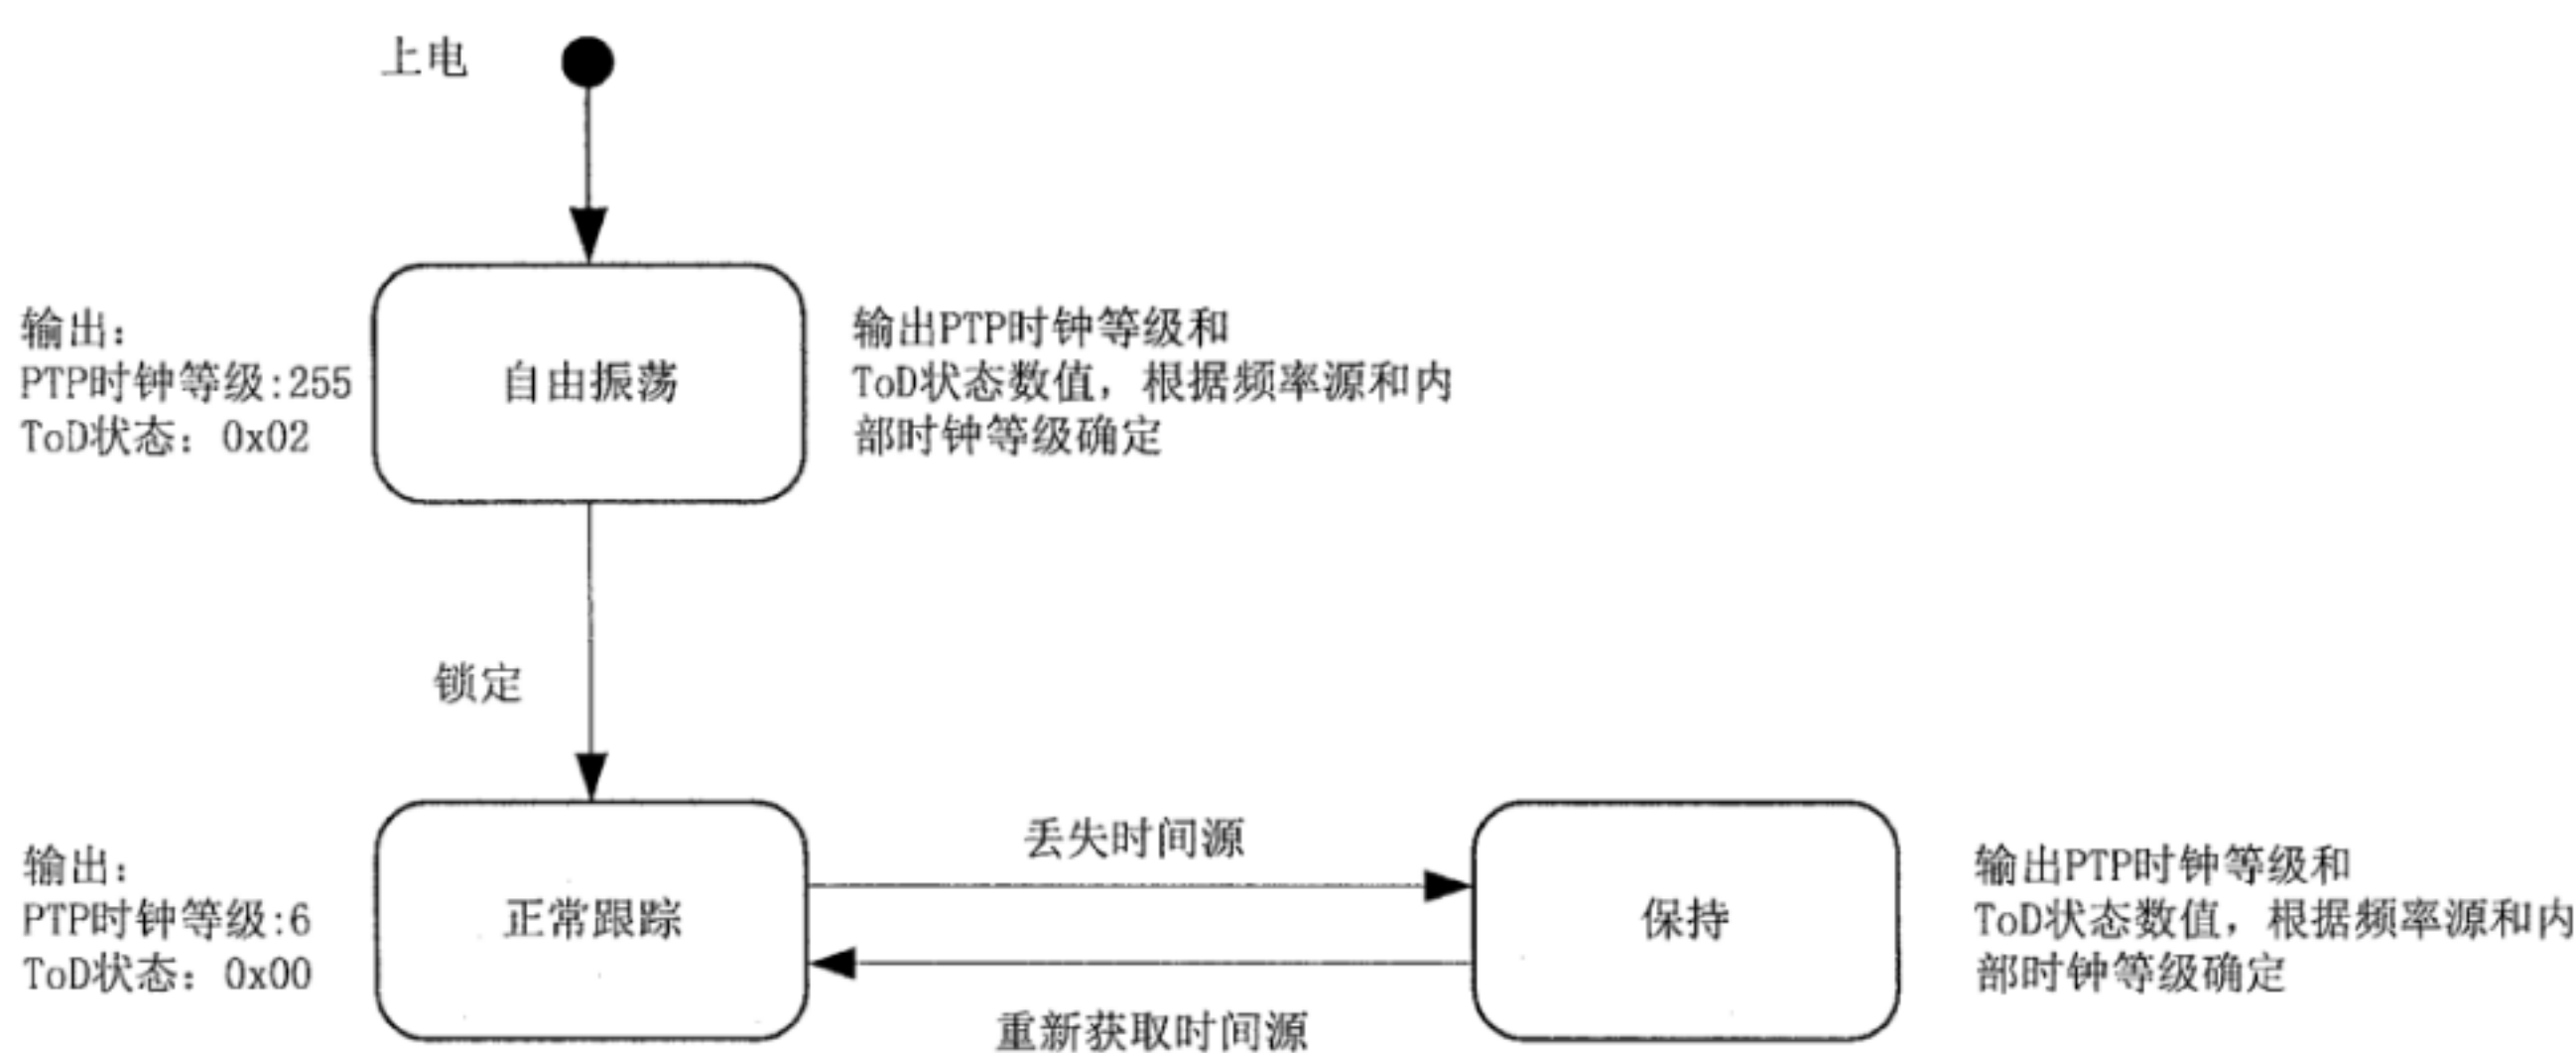 上电
输出:
PTP时钟等级:255
ToD状态: 0x02
自由振荡
输出PTP时钟等级和
ToD状态数值, 根据频率源和内
部时钟等级确定
锁定
输出:
PTP时钟等级:6
ToD状态: 0x00
正常跟踪
丢失时间源
重新获取时间源
保持
输出PTP时钟等级和
ToD状态数值, 根据频率源和内
部时钟等级确定